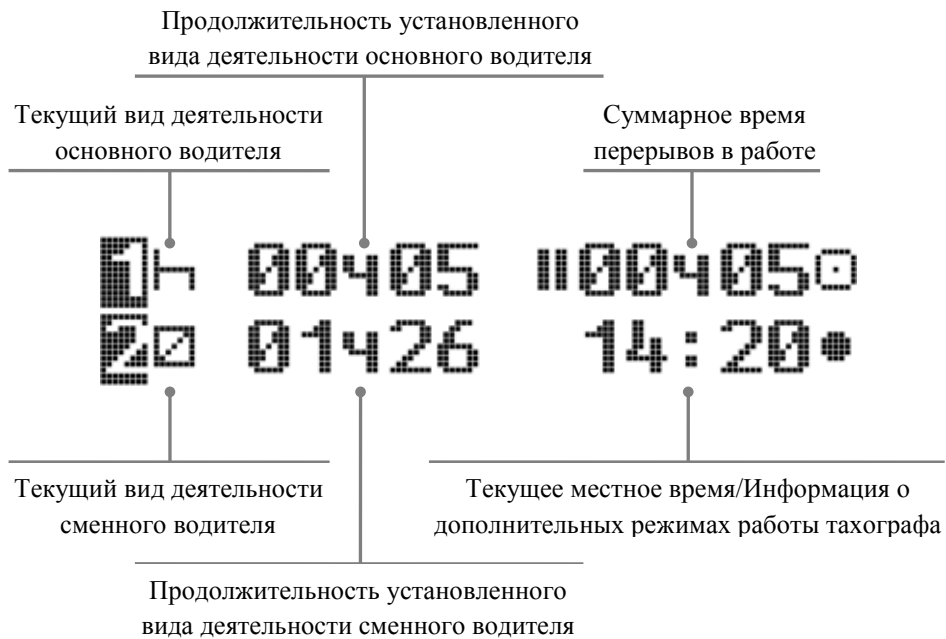 Продолжительность установленного
вида деятельности основного водителя
Текущий вид деятельности
основного водителя
Суммарное время
перерывов в работе
1 00ч05 00ч05
2 01ч26 14:20
Текущий вид деятельности
сменного водителя
Текущее местное время/Информация о
дополнительных режимах работы тахографа
Продолжительность установленного
вида деятельности сменного водителя